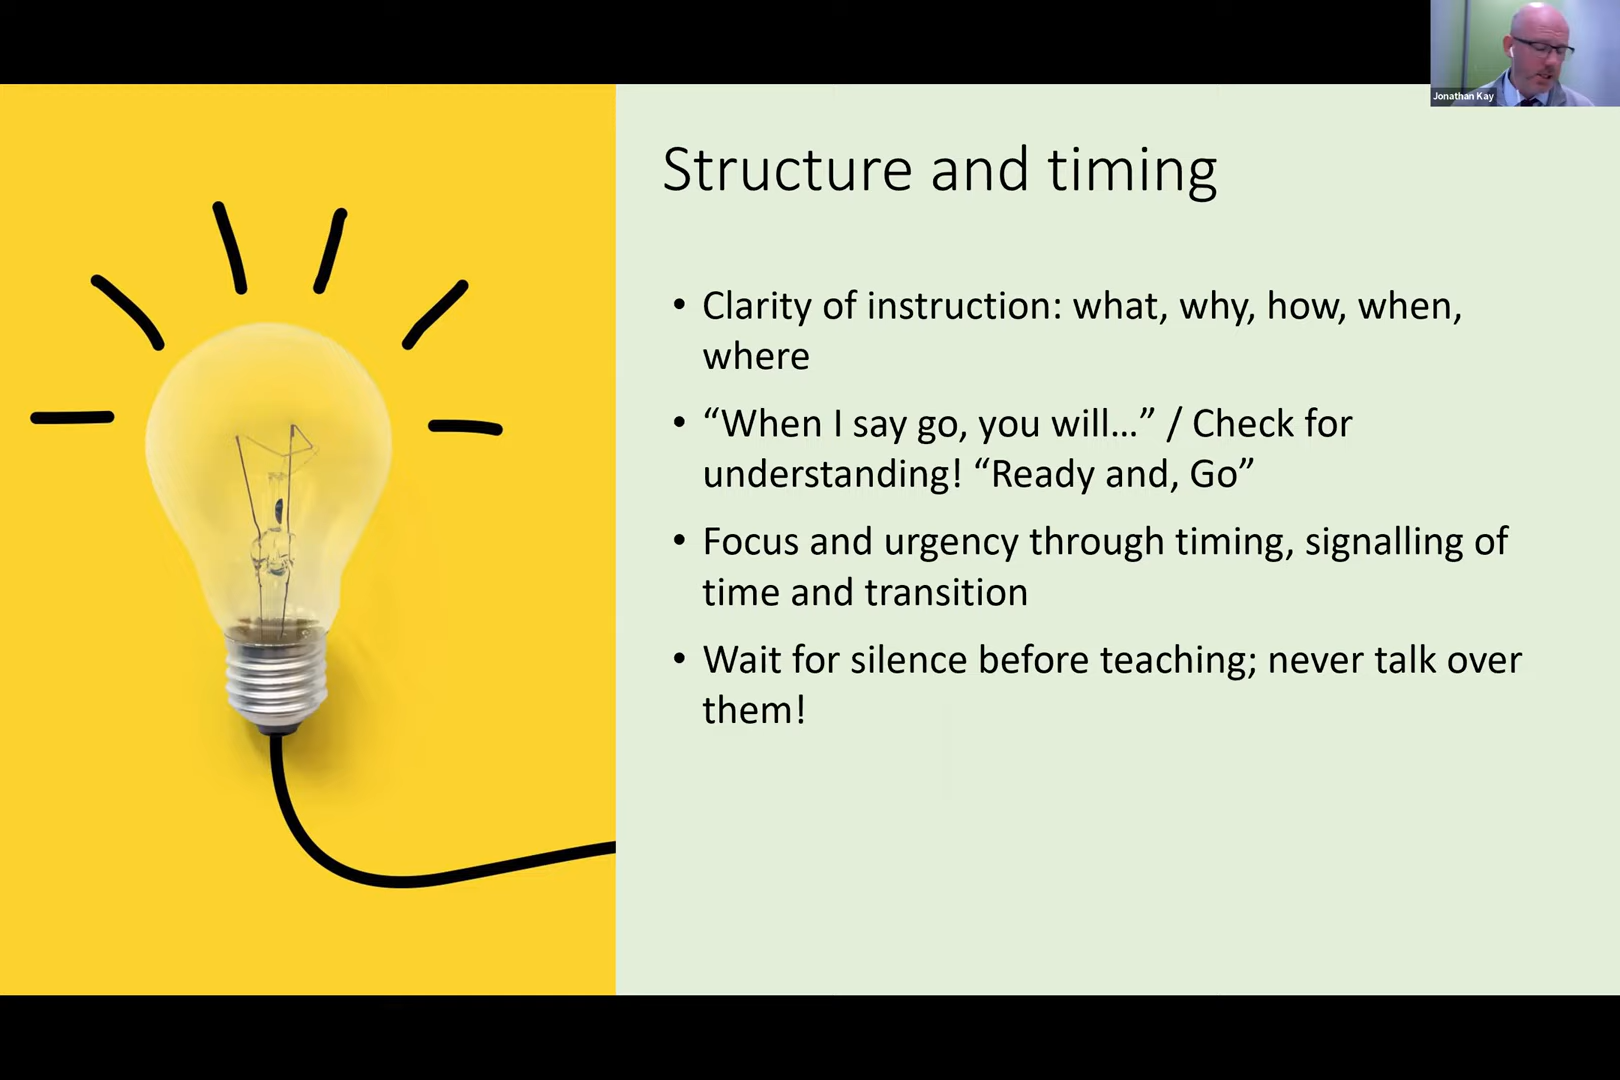 Jonathan Kay
Structure and timing
• Clarity of instruction: what, why, how, when,
where
• “When I say go, you will…” / Check for
understanding! “Ready and, Go”
• Focus and urgency through timing, signalling of
time and transition
• Wait for silence before teaching; never talk over
them!